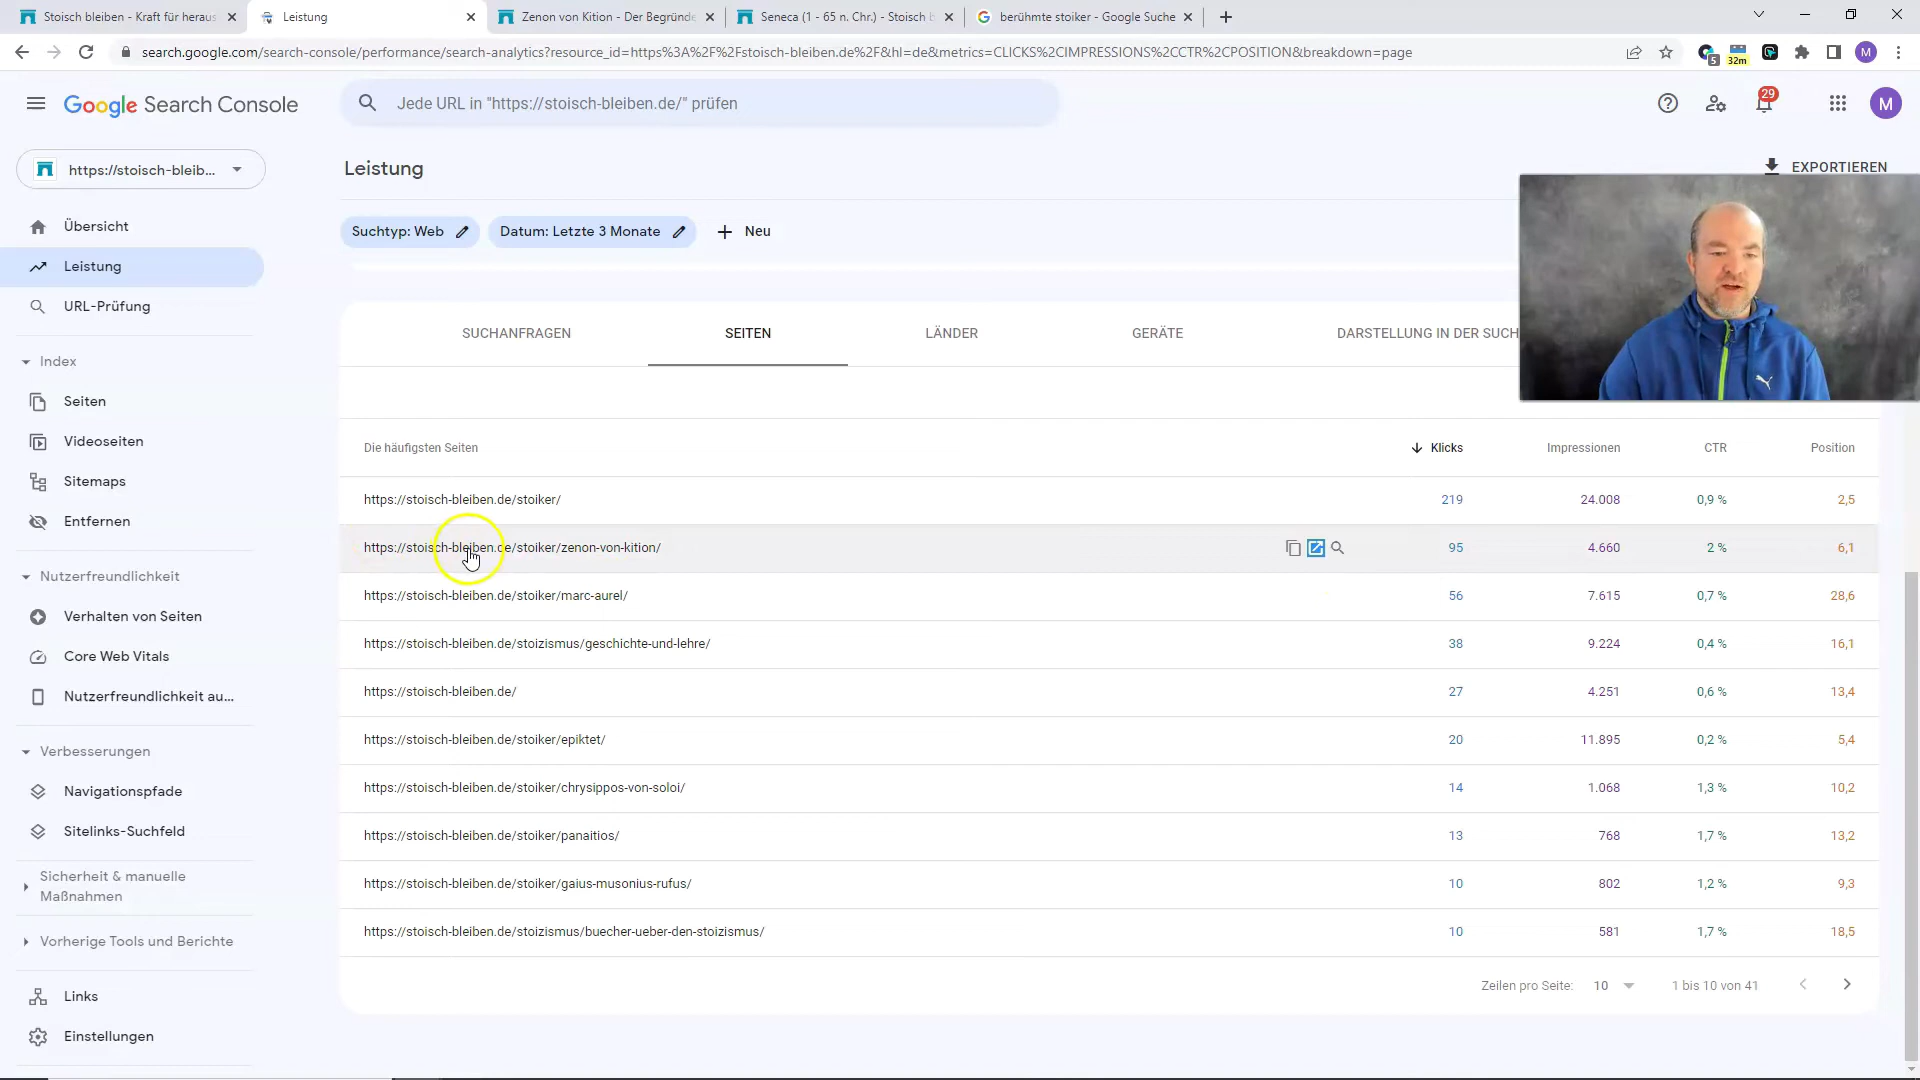 Stoisch bleiben - Kraft für heraus
Leistung
Zenon von Kition - Der Begründe
Seneca (1 - 65 n. Chr.) - Stoisch b
berühmte stoiker - Google Suche
search.google.com/search-console/performance/search-analytics?resource_id=https%3A%2F%2Fstoisch-bleiben.de%2F&hl=de&metrics=CLICKS%2CIMPRESSIONS%2CCTR%2CPOSITION&breakdown=page
5
32m
M
Google Search Console
Jede URL in "https://stoisch-bleiben.de/" prüfen
29
M
https://stoisch-bleib...
Leistung
EXPORTIEREN
Suchtyp: Web
Datum: Letzte 3 Monate
Neu
Übersicht
Leistung
URL-Prüfung
Index
Seiten
Videoseiten
Sitemaps
Entfernen
Nutzerfreundlichkeit
Verhalten von Seiten
Core Web Vitals
Nutzerfreundlichkeit au...
Verbesserungen
Navigationspfade
Sitelinks-Suchfeld
Sicherheit & manuelle
Maßnahmen
Vorherige Tools und Berichte
Links
Einstellungen
SUCHANFRAGEN SEITEN LÄNDER GERÄTE DARSTELLUNG IN DER SUCH
Die häufigsten Seiten Klicks Impressionen CTR Position
https://stoisch-bleiben.de/stoiker/ 219 24.008 0,9 % 2,5
https://stoisch-bleiben.de/stoiker/zenon-von-kition/ 95 4.660 2 % 6,1
https://stoisch-bleiben.de/stoiker/marc-aurel/ 56 7.615 0,7 % 28,6
https://stoisch-bleiben.de/stoizismus/geschichte-und-lehre/ 38 9.224 0,4 % 16,1
https://stoisch-bleiben.de/ 27 4.251 0,6 % 13,4
https://stoisch-bleiben.de/stoiker/epiktet/ 20 11.895 0,2 % 5,4
https://stoisch-bleiben.de/stoiker/chrysippos-von-soloi/ 14 1.068 1,3 % 10,2
https://stoisch-bleiben.de/stoiker/panaitios/ 13 768 1,7 % 13,2
https://stoisch-bleiben.de/stoiker/gaius-musonius-rufus/ 10 802 1,2 % 9,3
https://stoisch-bleiben.de/stoizismus/buecher-ueber-den-stoizismus/ 10 581 1,7 % 18,5
Zeilen pro Seite: 10 1 bis 10 von 41